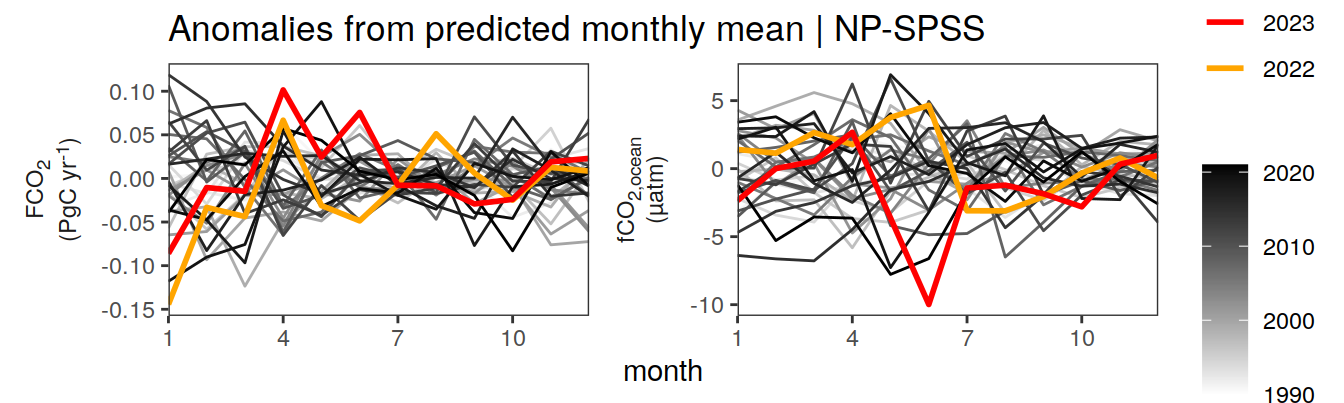 Anomalies from predicted monthly mean | NP-SPSS
FCO₂
(PgC yr⁻¹)
0.10
0.05
0.00
-0.05
-0.10
-0.15
1 4 7 10
fCO₂,ocean
(µatm)
5
0
-5
-10
1 4 7 10
month
2023
2022
2020
2010
2000
1990